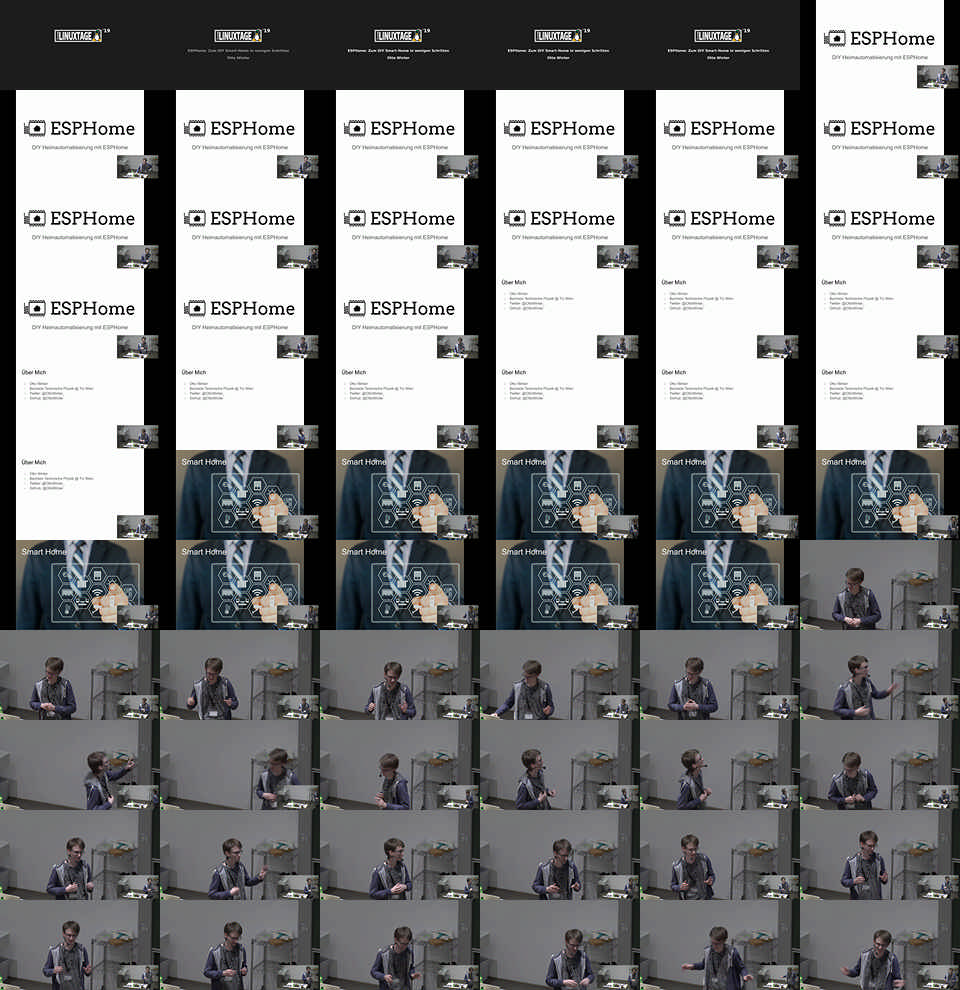 LINUXTAGE '19
LINUXTAGE '19
ESPHome: Zum DIY Smart-Home in wenigen Schritten
Otto Winter
LINUXTAGE '19
ESPHome: Zum DIY Smart-Home in wenigen Schritten
Otto Winter
LINUXTAGE '19
ESPHome: Zum DIY Smart-Home in wenigen Schritten
Otto Winter
LINUXTAGE '19
ESPHome: Zum DIY Smart-Home in wenigen Schritten
Otto Winter
ESPHome
DIY Heimautomatisierung mit ESPHome
ESPHome
DIY Heimautomatisierung mit ESPHome
ESPHome
DIY Heimautomatisierung mit ESPHome
ESPHome
DIY Heimautomatisierung mit ESPHome
ESPHome
DIY Heimautomatisierung mit ESPHome
ESPHome
DIY Heimautomatisierung mit ESPHome
ESPHome
DIY Heimautomatisierung mit ESPHome
ESPHome
DIY Heimautomatisierung mit ESPHome
ESPHome
DIY Heimautomatisierung mit ESPHome
ESPHome
DIY Heimautomatisierung mit ESPHome
ESPHome
DIY Heimautomatisierung mit ESPHome
ESPHome
DIY Heimautomatisierung mit ESPHome
ESPHome
DIY Heimautomatisierung mit ESPHome
ESPHome
DIY Heimautomatisierung mit ESPHome
ESPHome
DIY Heimautomatisierung mit ESPHome
ESPHome
DIY Heimautomatisierung mit ESPHome
Über Mich
Otto Winter
Bachelor Technische Physik @ TU Wien
Twitter: @OttoWinter_
GitHub: @OttoWinter
Über Mich
Otto Winter
Bachelor Technische Physik @ TU Wien
Twitter: @OttoWinter_
GitHub: @OttoWinter
Über Mich
Otto Winter
Bachelor Technische Physik @ TU Wien
Twitter: @OttoWinter_
GitHub: @OttoWinter
Über Mich
Otto Winter
Bachelor Technische Physik @ TU Wien
Twitter: @OttoWinter_
GitHub: @OttoWinter
Über Mich
Otto Winter
Bachelor Technische Physik @ TU Wien
Twitter: @OttoWinter_
GitHub: @OttoWinter
Über Mich
Otto Winter
Bachelor Technische Physik @ TU Wien
Twitter: @OttoWinter_
GitHub: @OttoWinter
Über Mich
Otto Winter
Bachelor Technische Physik @ TU Wien
Twitter: @OttoWinter_
GitHub: @OttoWinter
Über Mich
Otto Winter
Bachelor Technische Physik @ TU Wien
Twitter: @OttoWinter_
GitHub: @OttoWinter
Über Mich
Otto Winter
Bachelor Technische Physik @ TU Wien
Twitter: @OttoWinter_
GitHub: @OttoWinter
Über Mich
Otto Winter
Bachelor Technische Physik @ TU Wien
Twitter: @OttoWinter_
GitHub: @OttoWinter
Smart Home
Smart Home
Smart Home
Smart Home
Smart Home
Smart Home
Smart Home
Smart Home
Smart Home
Smart Home